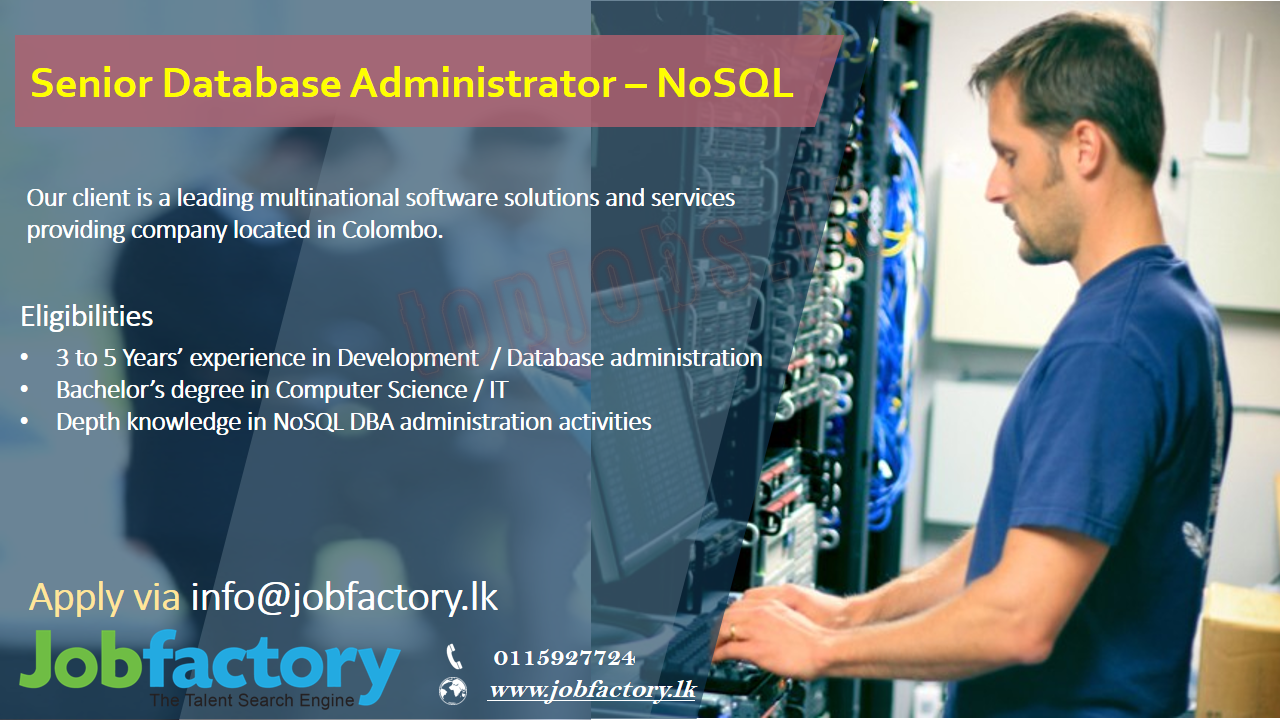 Senior Database Administrator – NoSQL
Our client is a leading multinational software solutions and services
providing company located in Colombo.
topjobs
Eligibilities
• 3 to 5 Years’ experience in Development / Database administration
• Bachelor’s degree in Computer Science / IT
• Depth knowledge in NoSQL DBA administration activities
Apply via info@jobfactory.lk
Jobfactory
The Talent Search Engine
0115927724
www.jobfactory.lk